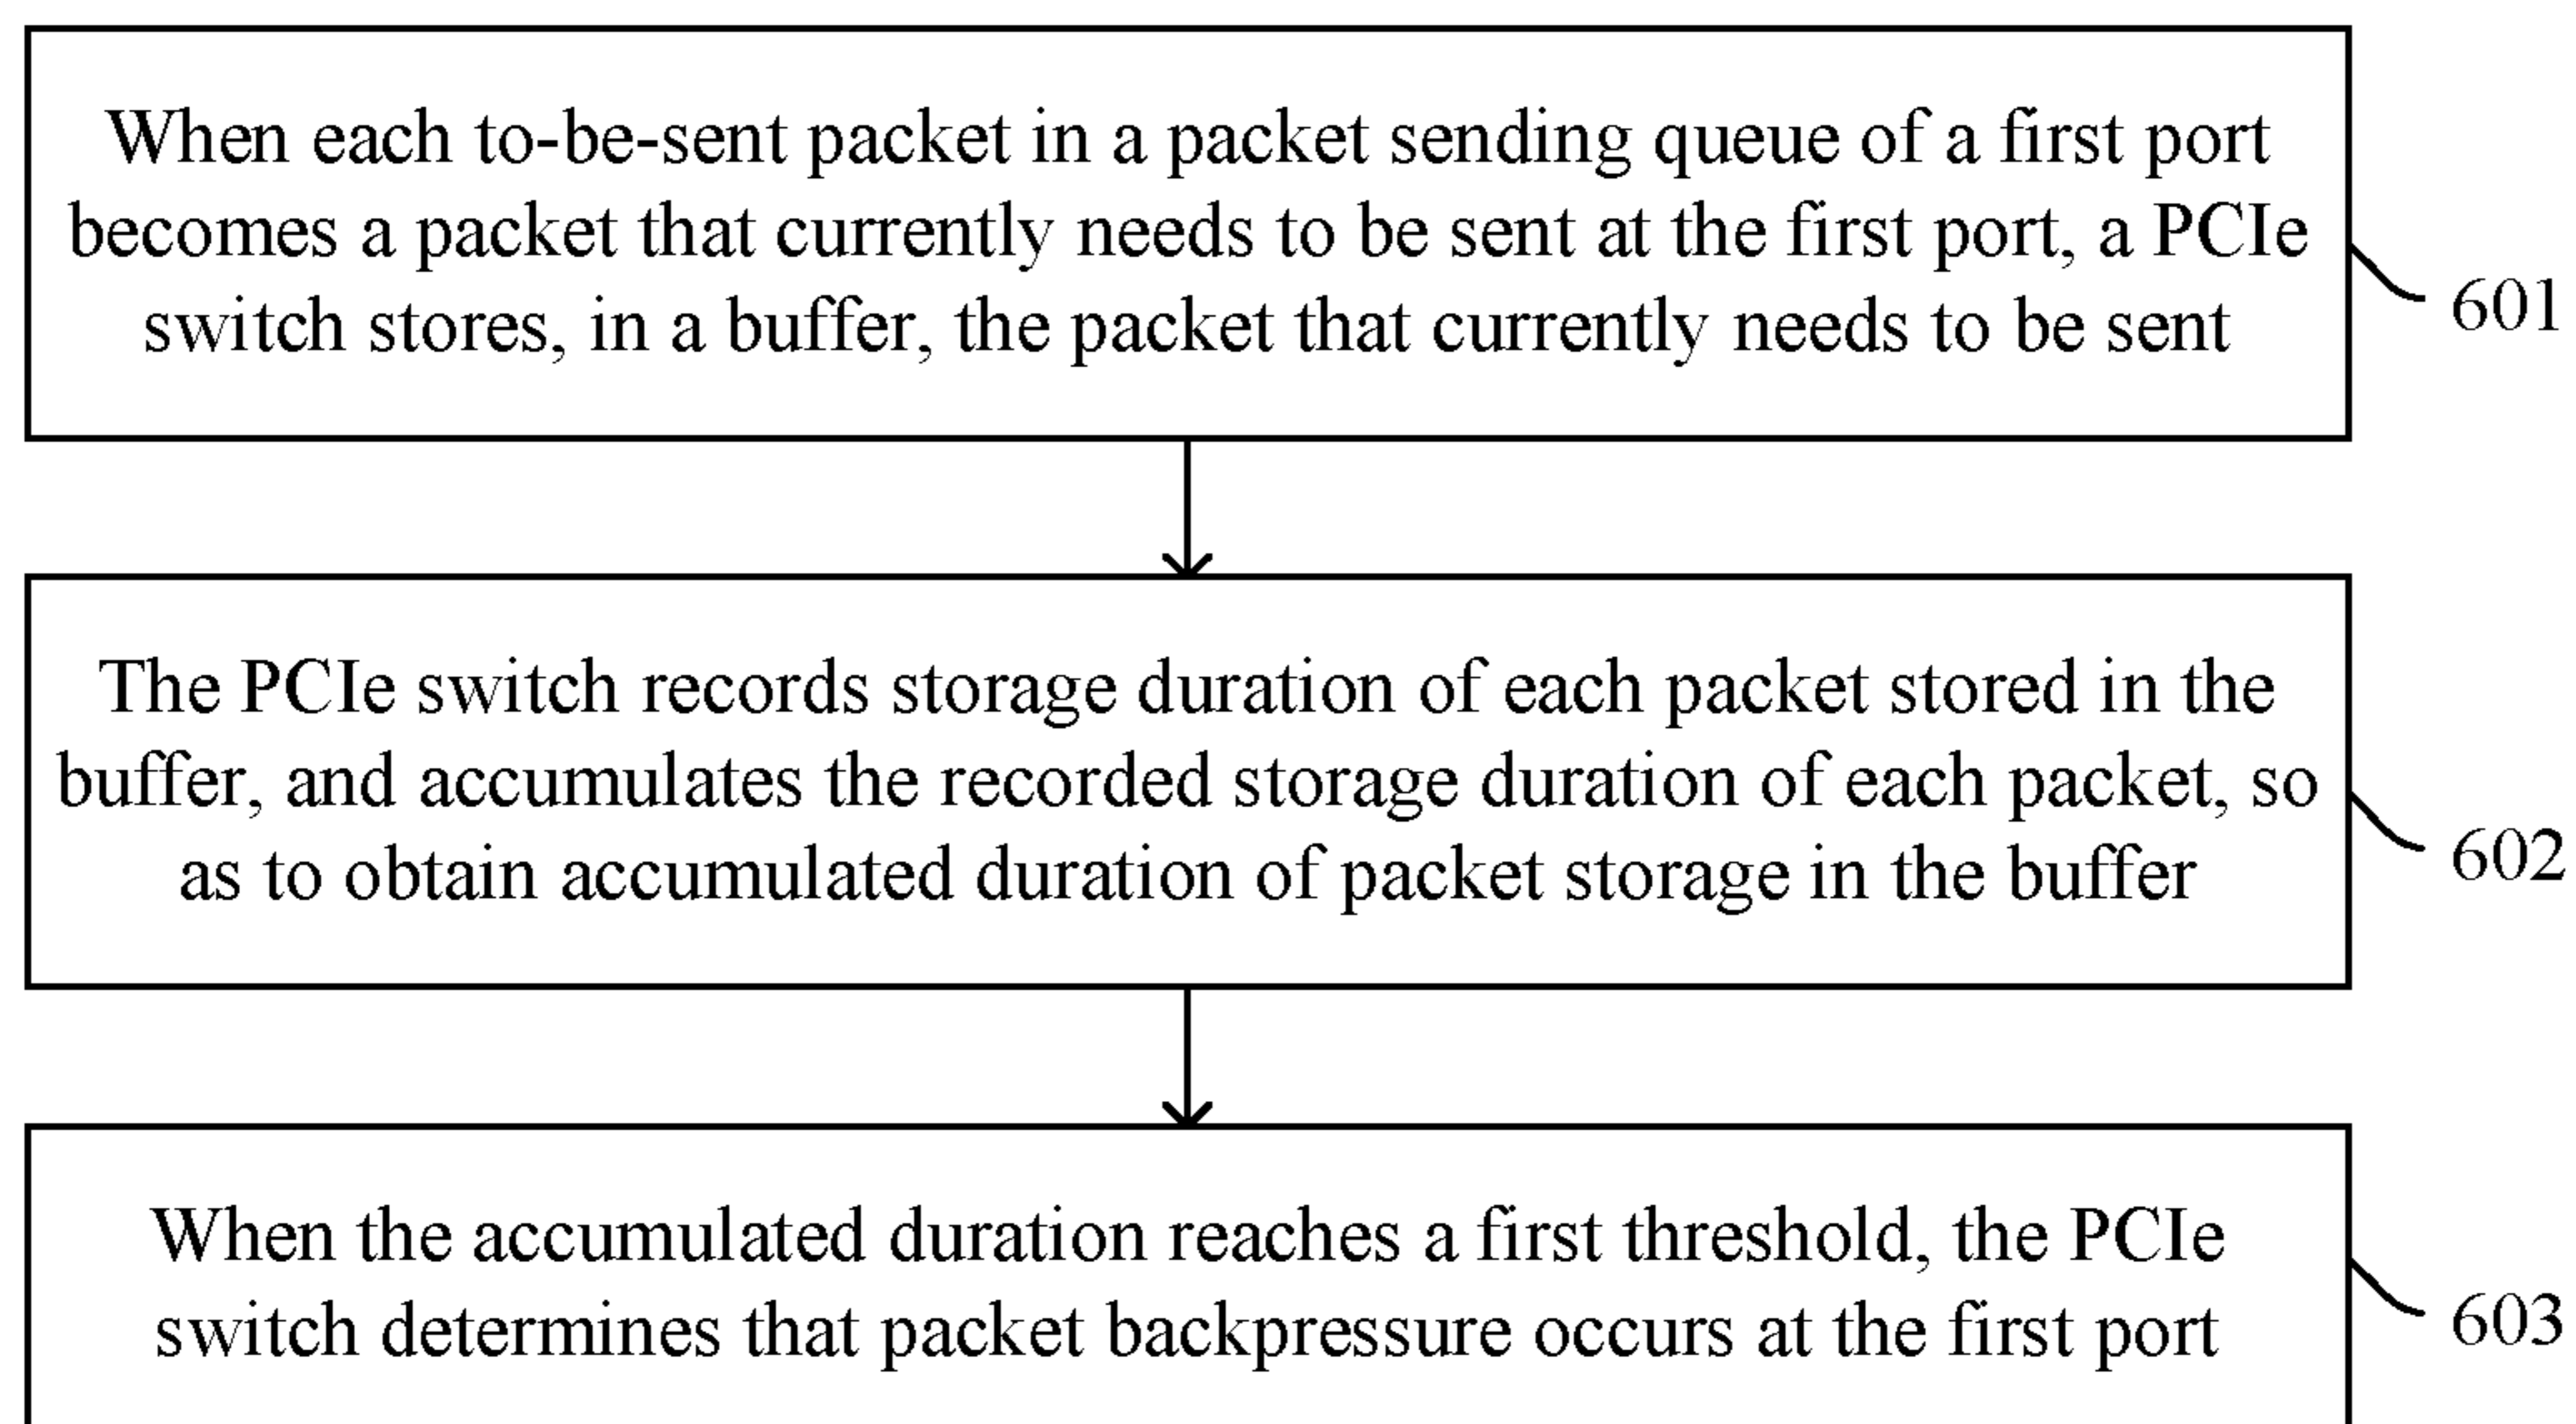 When each to-be-sent packet in a packet sending queue of a first port
becomes a packet that currently needs to be sent at the first port, a PCIe
switch stores, in a buffer, the packet that currently needs to be sent
601
The PCIe switch records storage duration of each packet stored in the
buffer, and accumulates the recorded storage duration of each packet, so
as to obtain accumulated duration of packet storage in the buffer
602
When the accumulated duration reaches a first threshold, the PCIe
switch determines that packet backpressure occurs at the first port
603